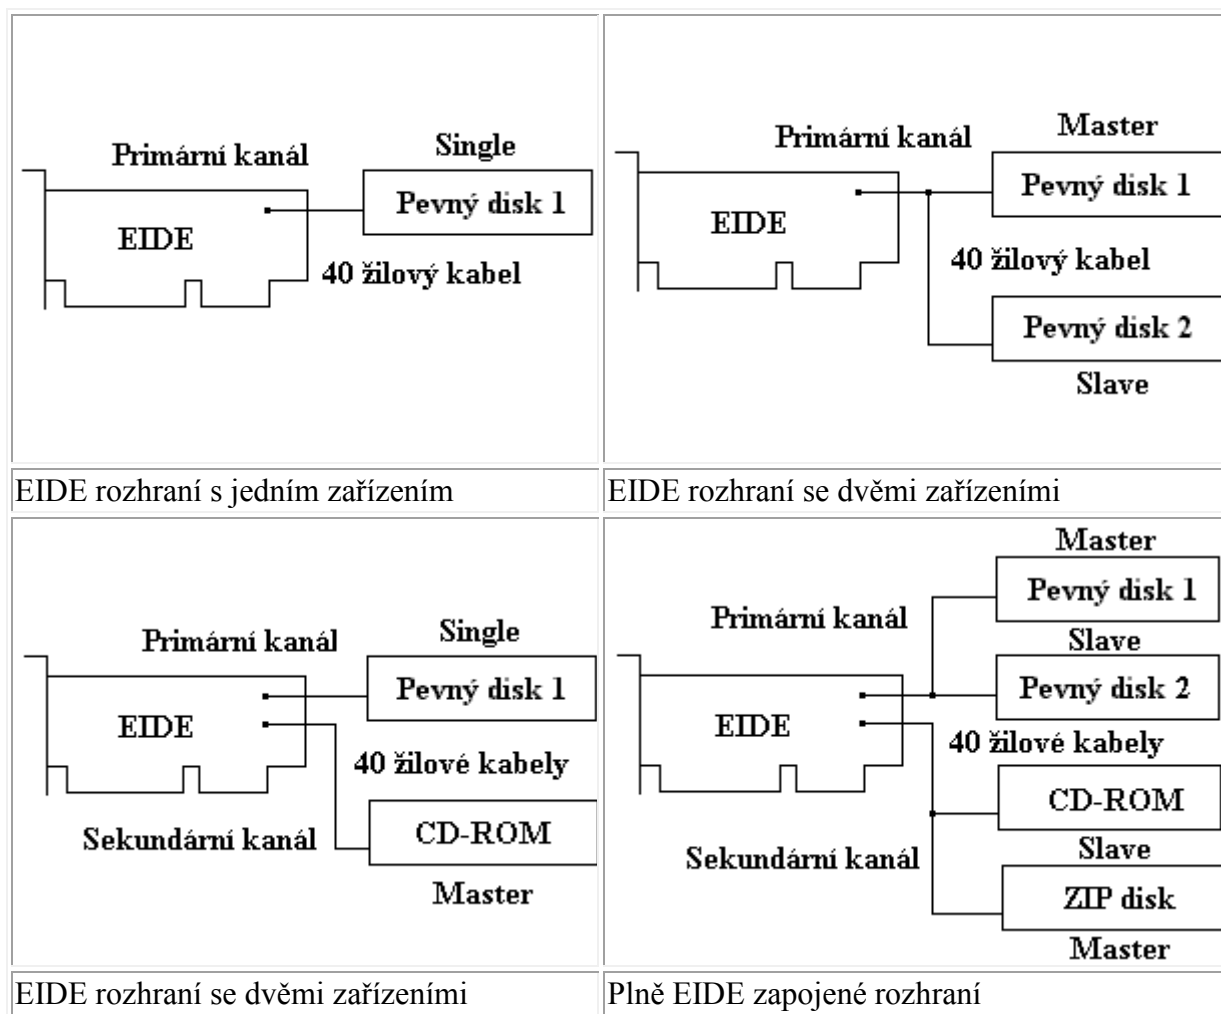 Primární kanál
Single
Pevný disk 1
EIDE
40 žilový kabel
EIDE rozhraní s jedním zařízením
Master
Primární kanál
Pevný disk 1
EIDE
40 žilový kabel
Pevný disk 2
Slave
EIDE rozhraní se dvěmi zařízeními
Single
Primární kanál
Pevný disk 1
EIDE
40 žilové kabely
Sekundární kanál
CD-ROM
Master
EIDE rozhraní se dvěmi zařízeními
Master
Pevný disk 1
Primární kanál
Slave
Pevný disk 2
EIDE
40 žilové kabely
CD-ROM
Sekundární kanál
Slave
ZIP disk
Master
Plně EIDE zapojené rozhraní